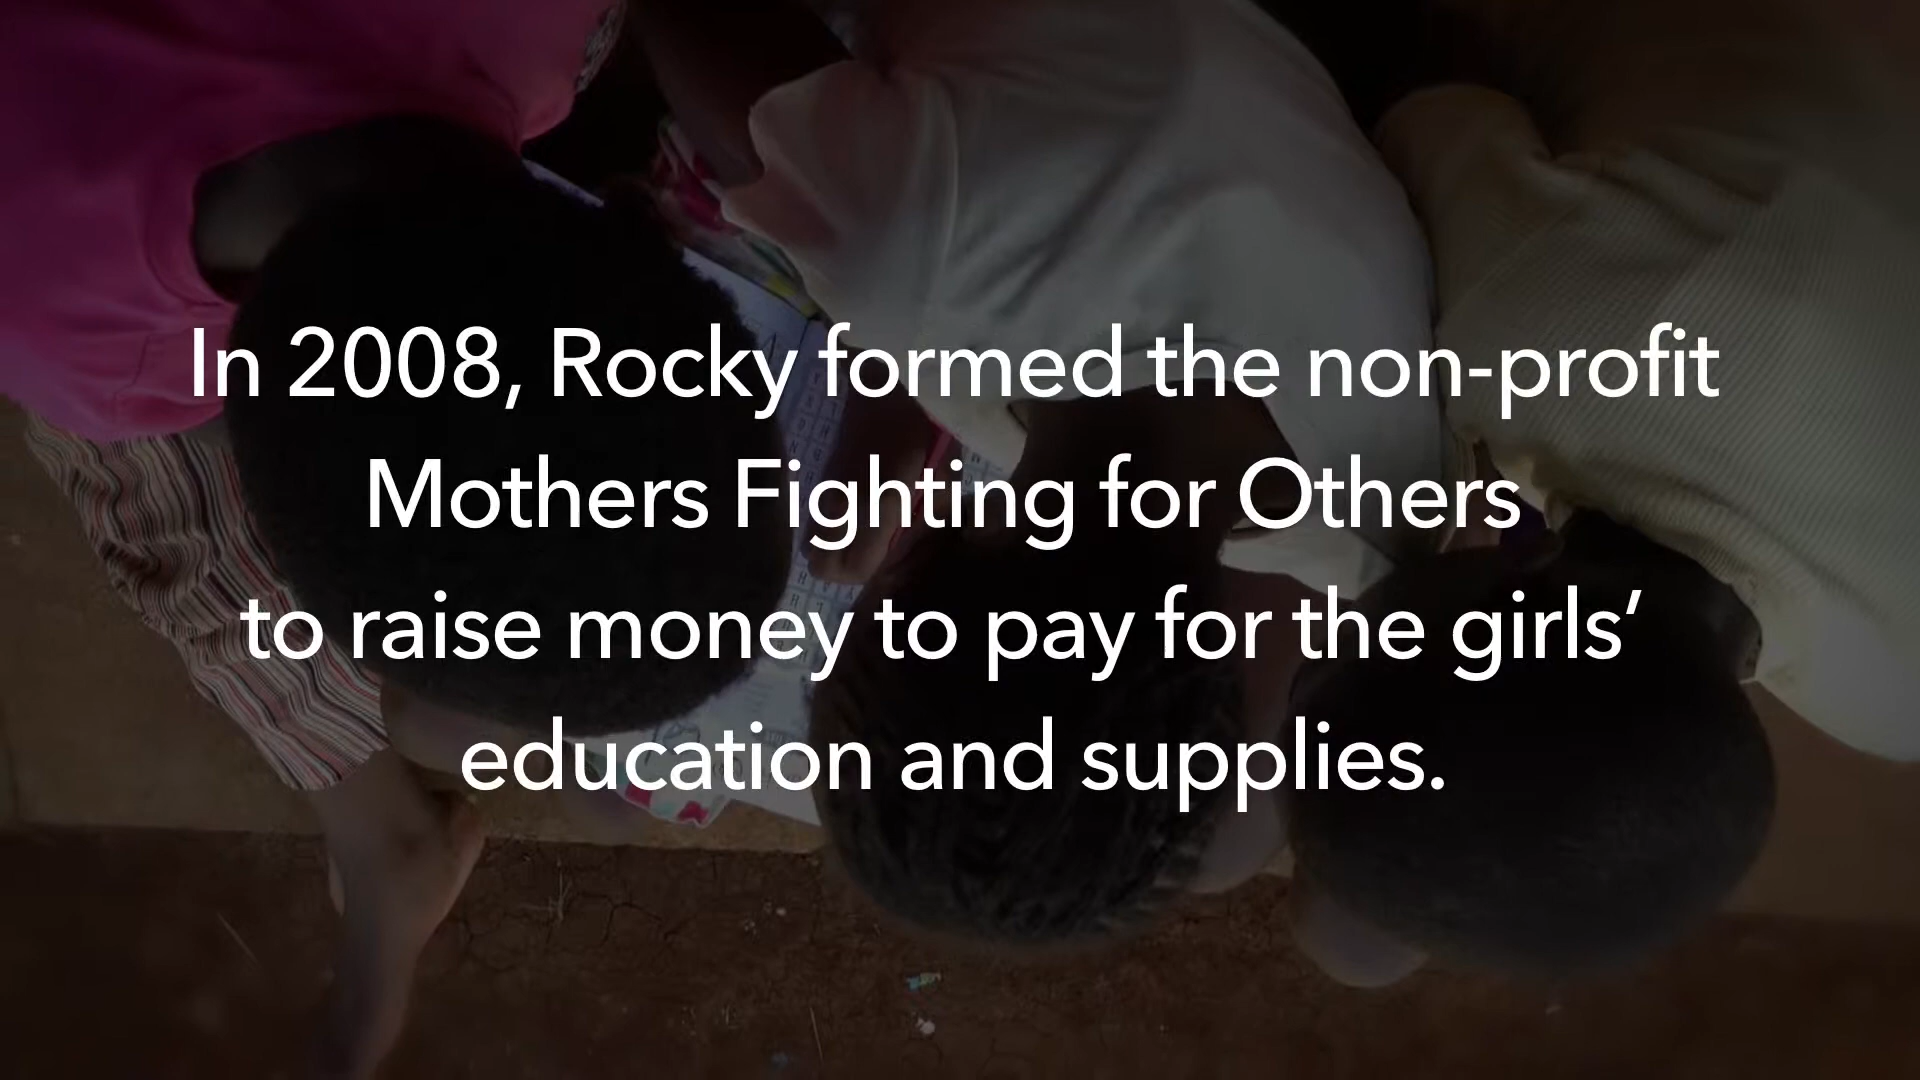 In 2008, Rocky formed the non-profit
Mothers Fighting for Others
to raise money to pay for the girls’
education and supplies.